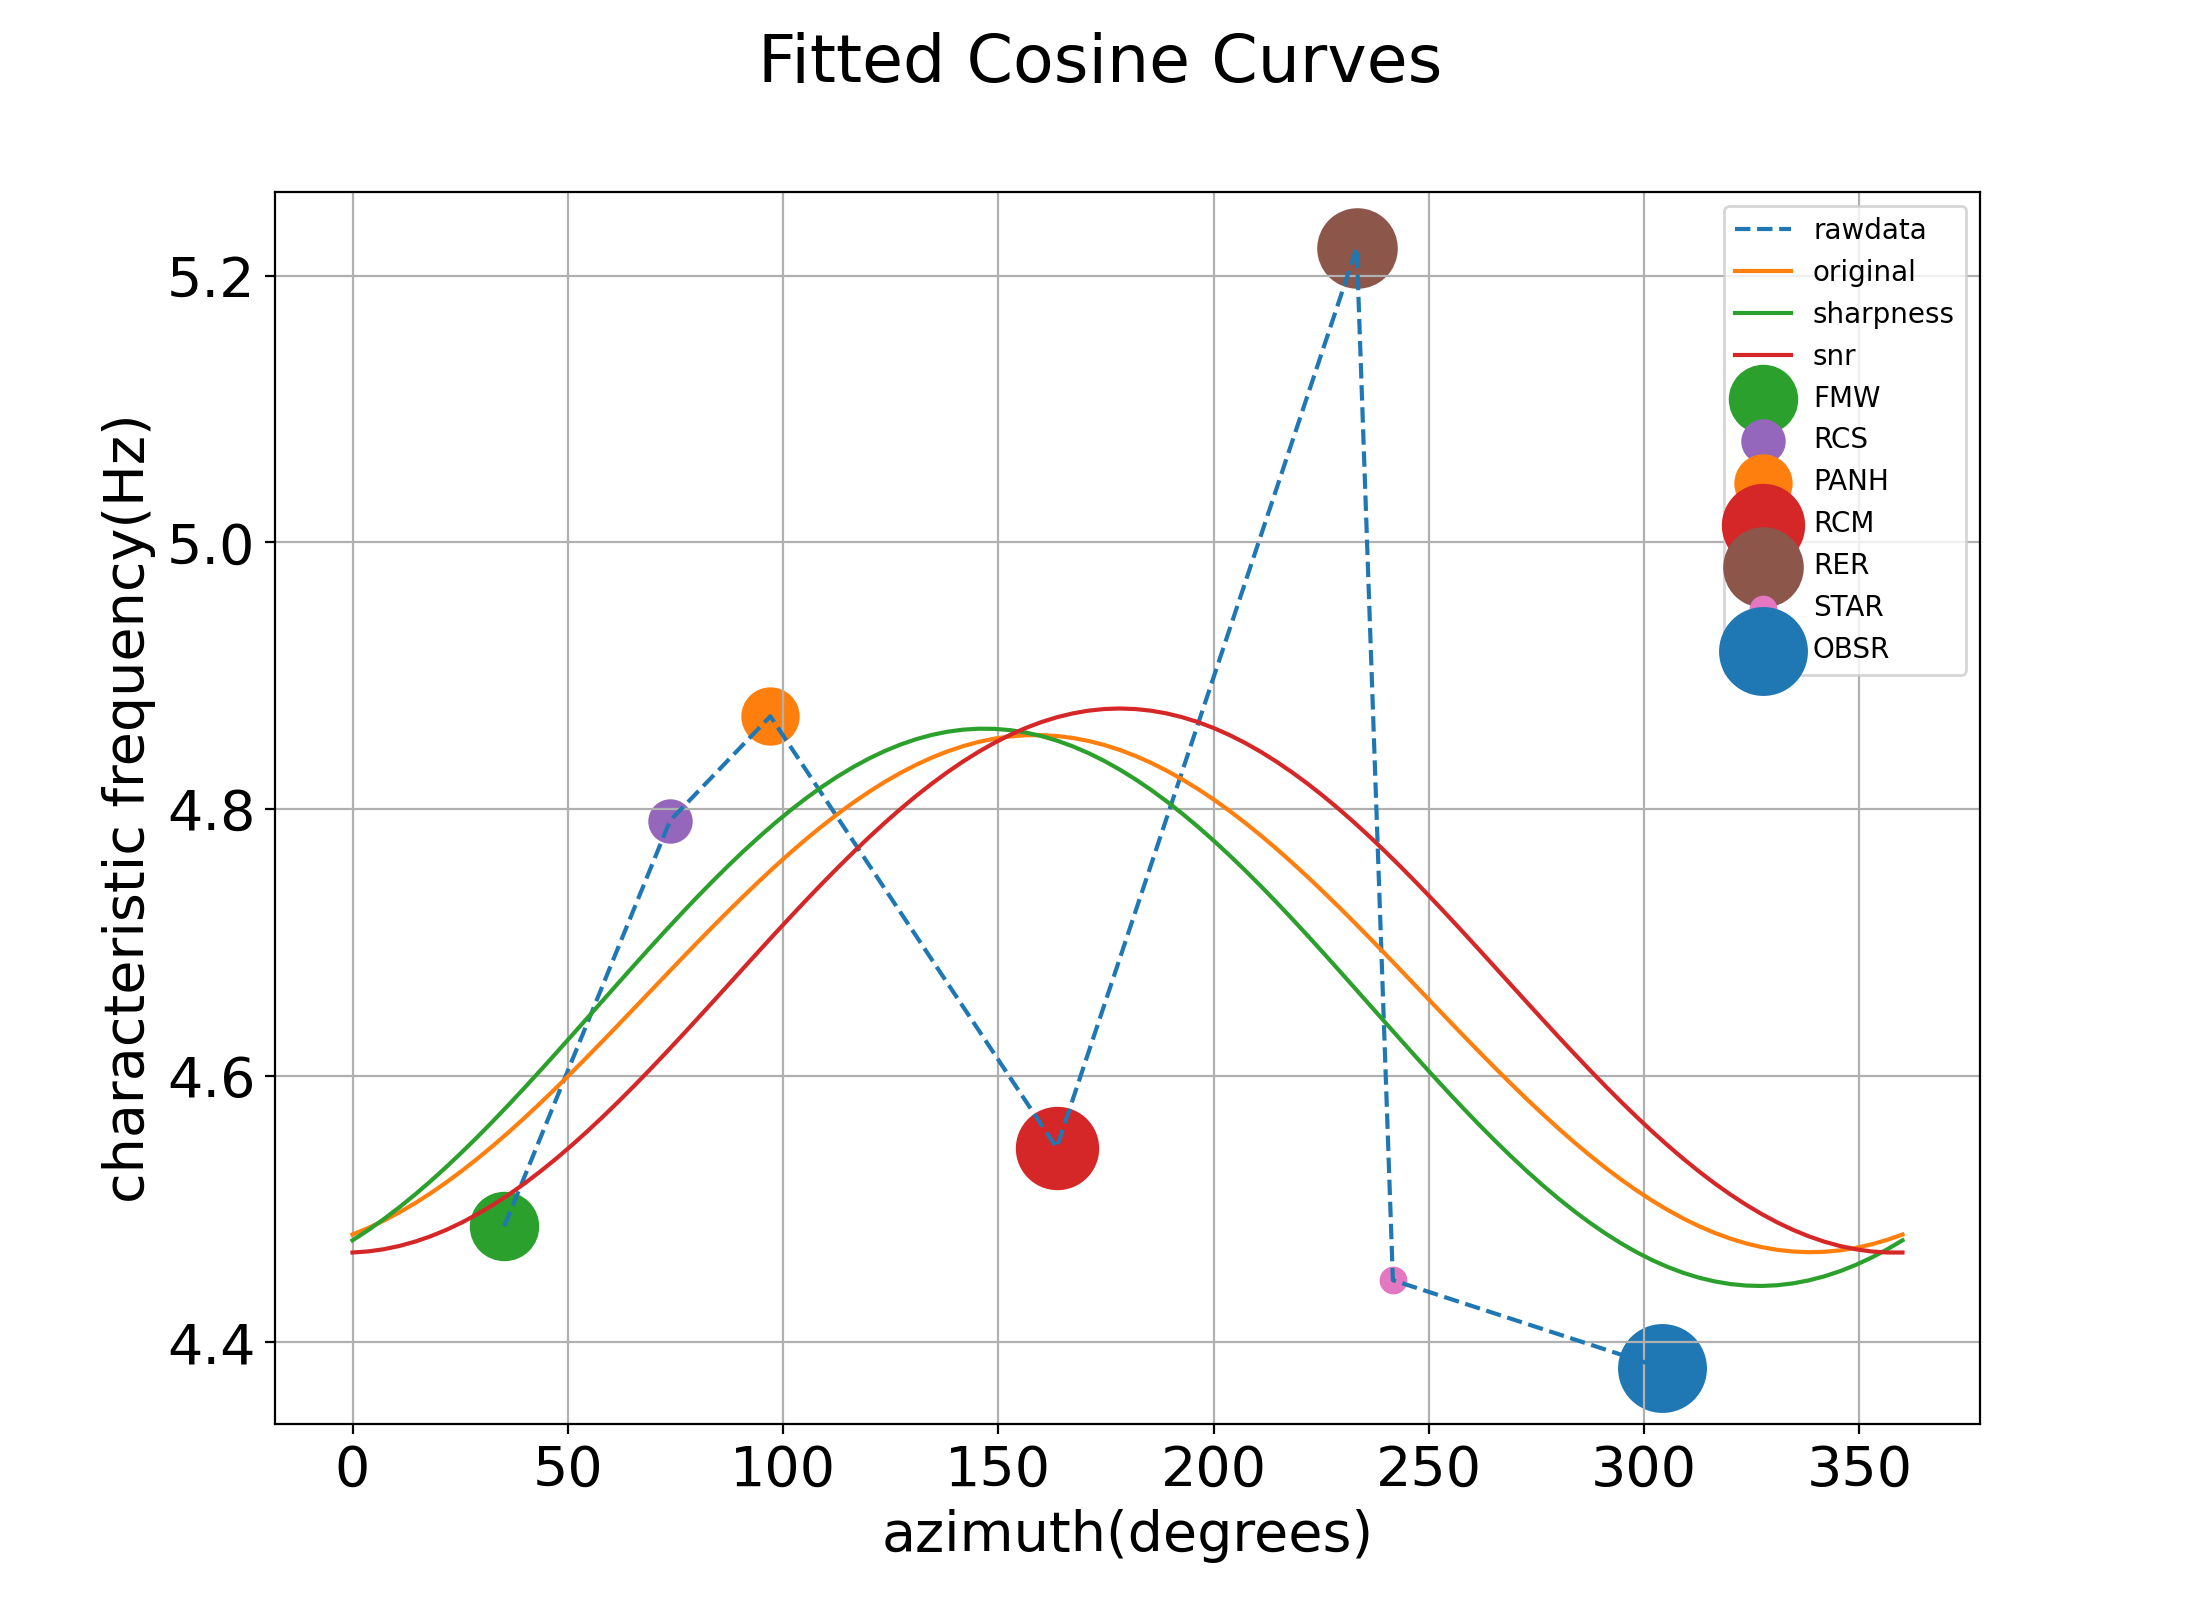 Fitted Cosine Curves
characteristic frequency(Hz)
5.2
5.0
4.8
4.6
4.4
rawdata
original
sharpness
snr
FMW
RCS
PANH
RCM
RER
STAR
OBSR
0 50 100 150 200 250 300 350
azimuth(degrees)